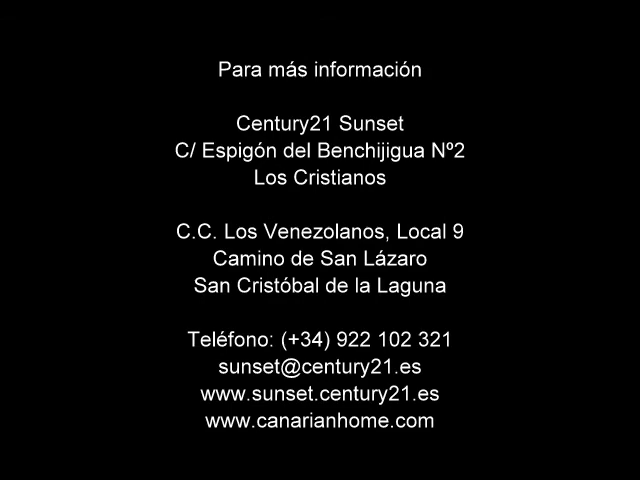 Para más información
Century21 Sunset
C/ Espigón del Benchijigua Nº2
Los Cristianos
C.C. Los Venezolanos, Local 9
Camino de San Lázaro
San Cristóbal de la Laguna
Teléfono: (+34) 922 102 321
sunset@century21.es
www.sunset.century21.es
www.canarianhome.com